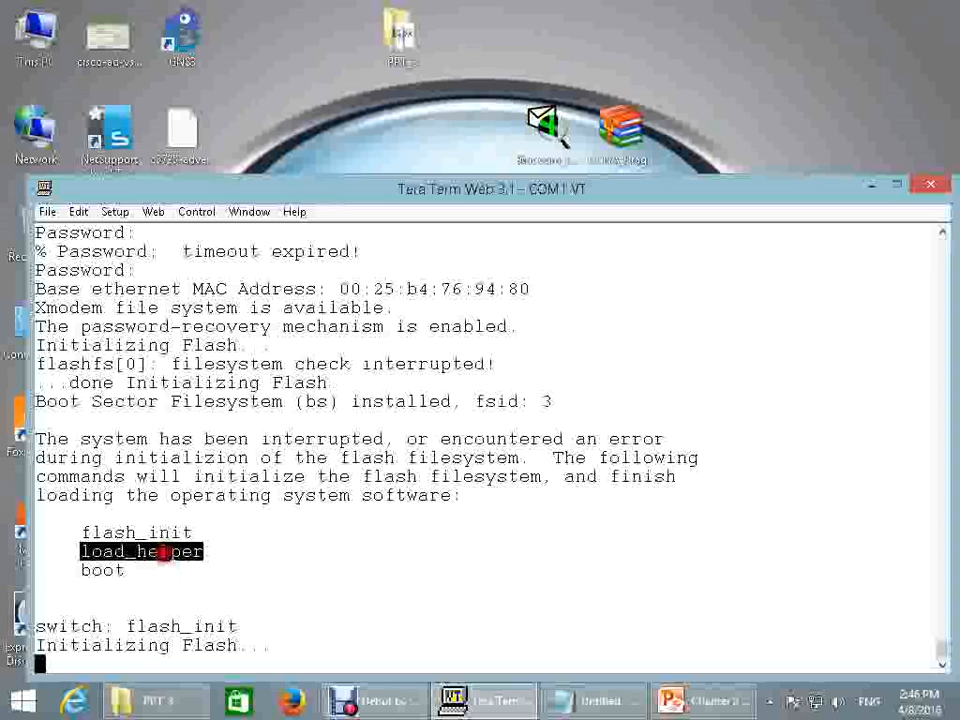 This PC
GNS3
Network
Tera Term Web 3.1 - COM1 VT
File Edit Setup Web Control Window Help
Password:
% Password:  timeout expired!
Password:
Base ethernet MAC Address: 00:25:b4:76:94:80
Xmodem file system is available.
The password-recovery mechanism is enabled.
Initializing Flash...
flashfs[0]: filesystem check interrupted!
...done Initializing Flash.
Boot Sector Filesystem (bs) installed, fsid: 3
The system has been interrupted, or encountered an error
during initializion of the flash filesystem.  The following
commands will initialize the flash filesystem, and finish
loading the operating system software:
flash_init
load_helper
boot
switch: flash_init
Initializing Flash...
Tera Term...
Untitled
ENG
2:46 PM
4/8/2016